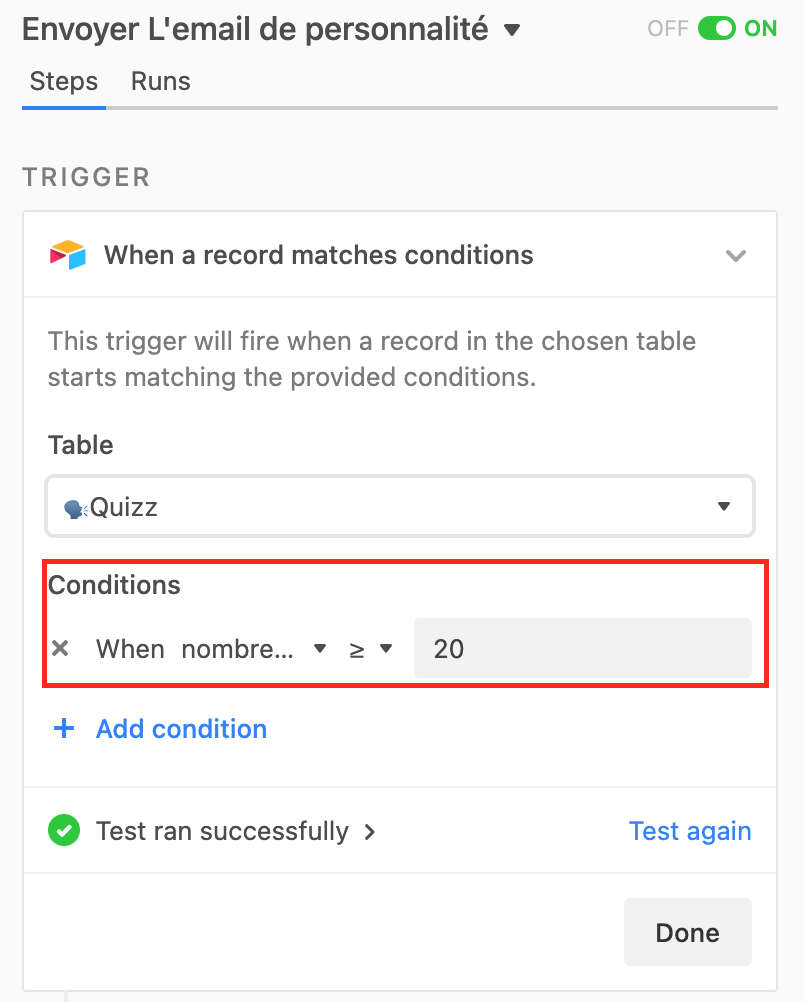 Envoyer L'email de personnalité
OFF ON
Steps Runs
TRIGGER
When a record matches conditions
This trigger will fire when a record in the chosen table
starts matching the provided conditions.
Table
Quizz
Conditions
When nombre... ≥ 20
+ Add condition
Test ran successfully
Test again
Done